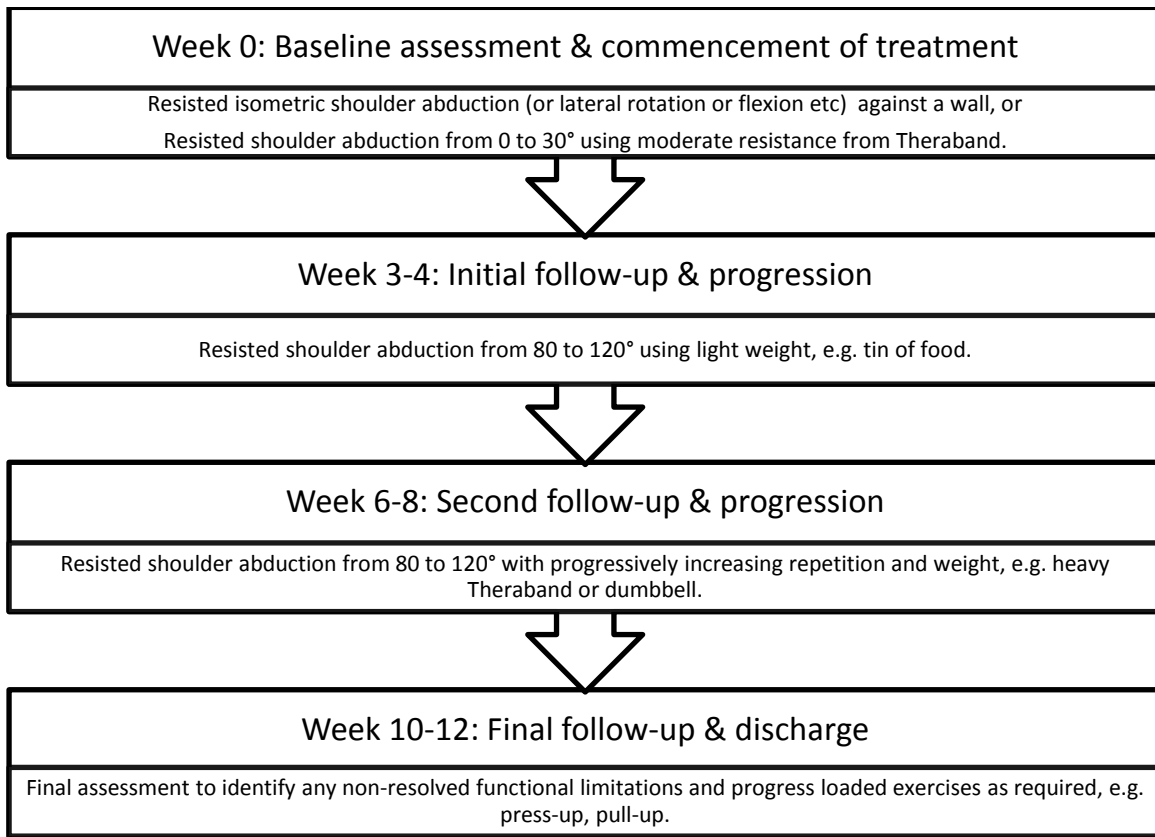 Week 0: Baseline assessment & commencement of treatment
Resisted isometric shoulder abduction (or lateral rotation or flexion etc)  against a wall, or
Resisted shoulder abduction from 0 to 30° using moderate resistance from Theraband.
Week 3-4: Initial follow-up & progression
Resisted shoulder abduction from 80 to 120° using light weight, e.g. tin of food.
Week 6-8: Second follow-up & progression
Resisted shoulder abduction from 80 to 120° with progressively increasing repetition and weight, e.g. heavy
Theraband or dumbbell.
Week 10-12: Final follow-up & discharge
Final assessment to identify any non-resolved functional limitations and progress loaded exercises as required, e.g.
press-up, pull-up.